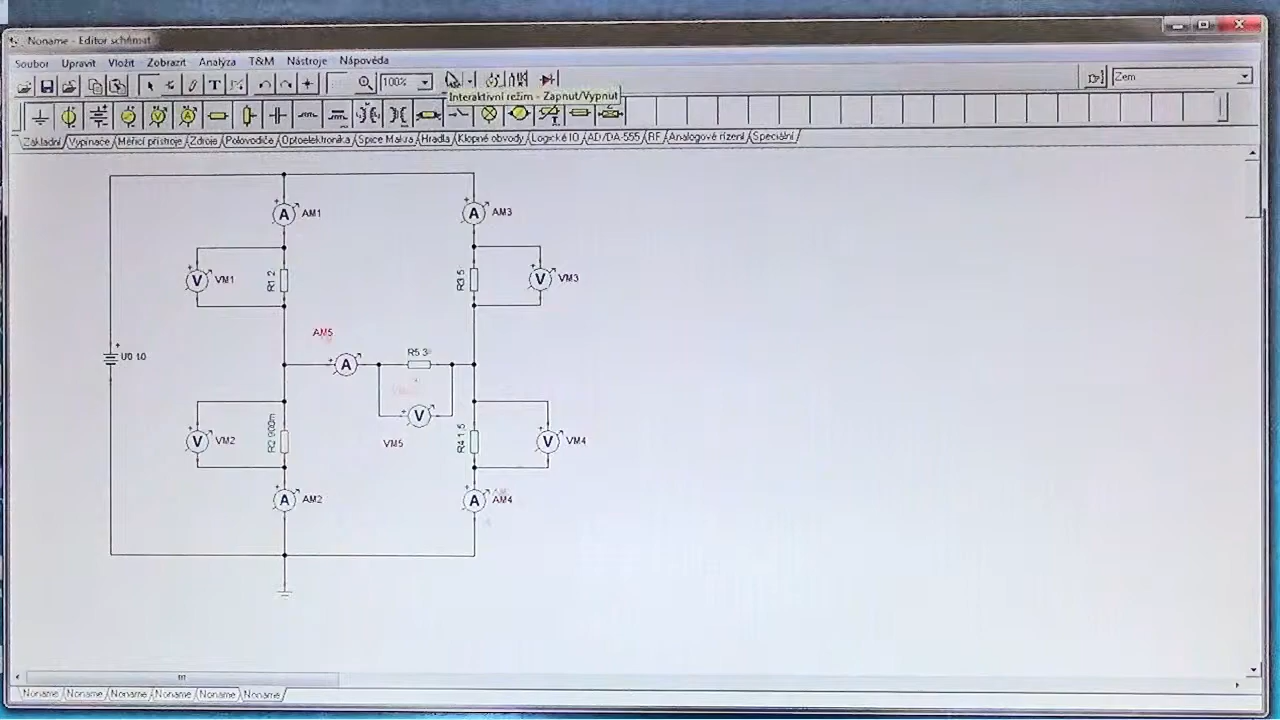 Noname - Editor schémat
Soubor Upravit Vložit Zobrazit Analýza T&M Nástroje Nápověda
T 100% Zem
Interaktivní režim - Zapnut/Vypnut
Základní Vypínače Měřicí přístroje Zdroje Polovodiče Optoelektronika Spice Makra Hradla Klopné obvody Logické IO AD/DA-555 RF Analogové řízení Speciální
A AM1 A AM3
V VM1 R1 2 R3 5 V VM3
AM5
U0 10 A R5 3
V
VM5
V VM2 R2 900m R4 1,5 V VM4
A AM2 A AM4
Noname Noname Noname Noname Noname Noname